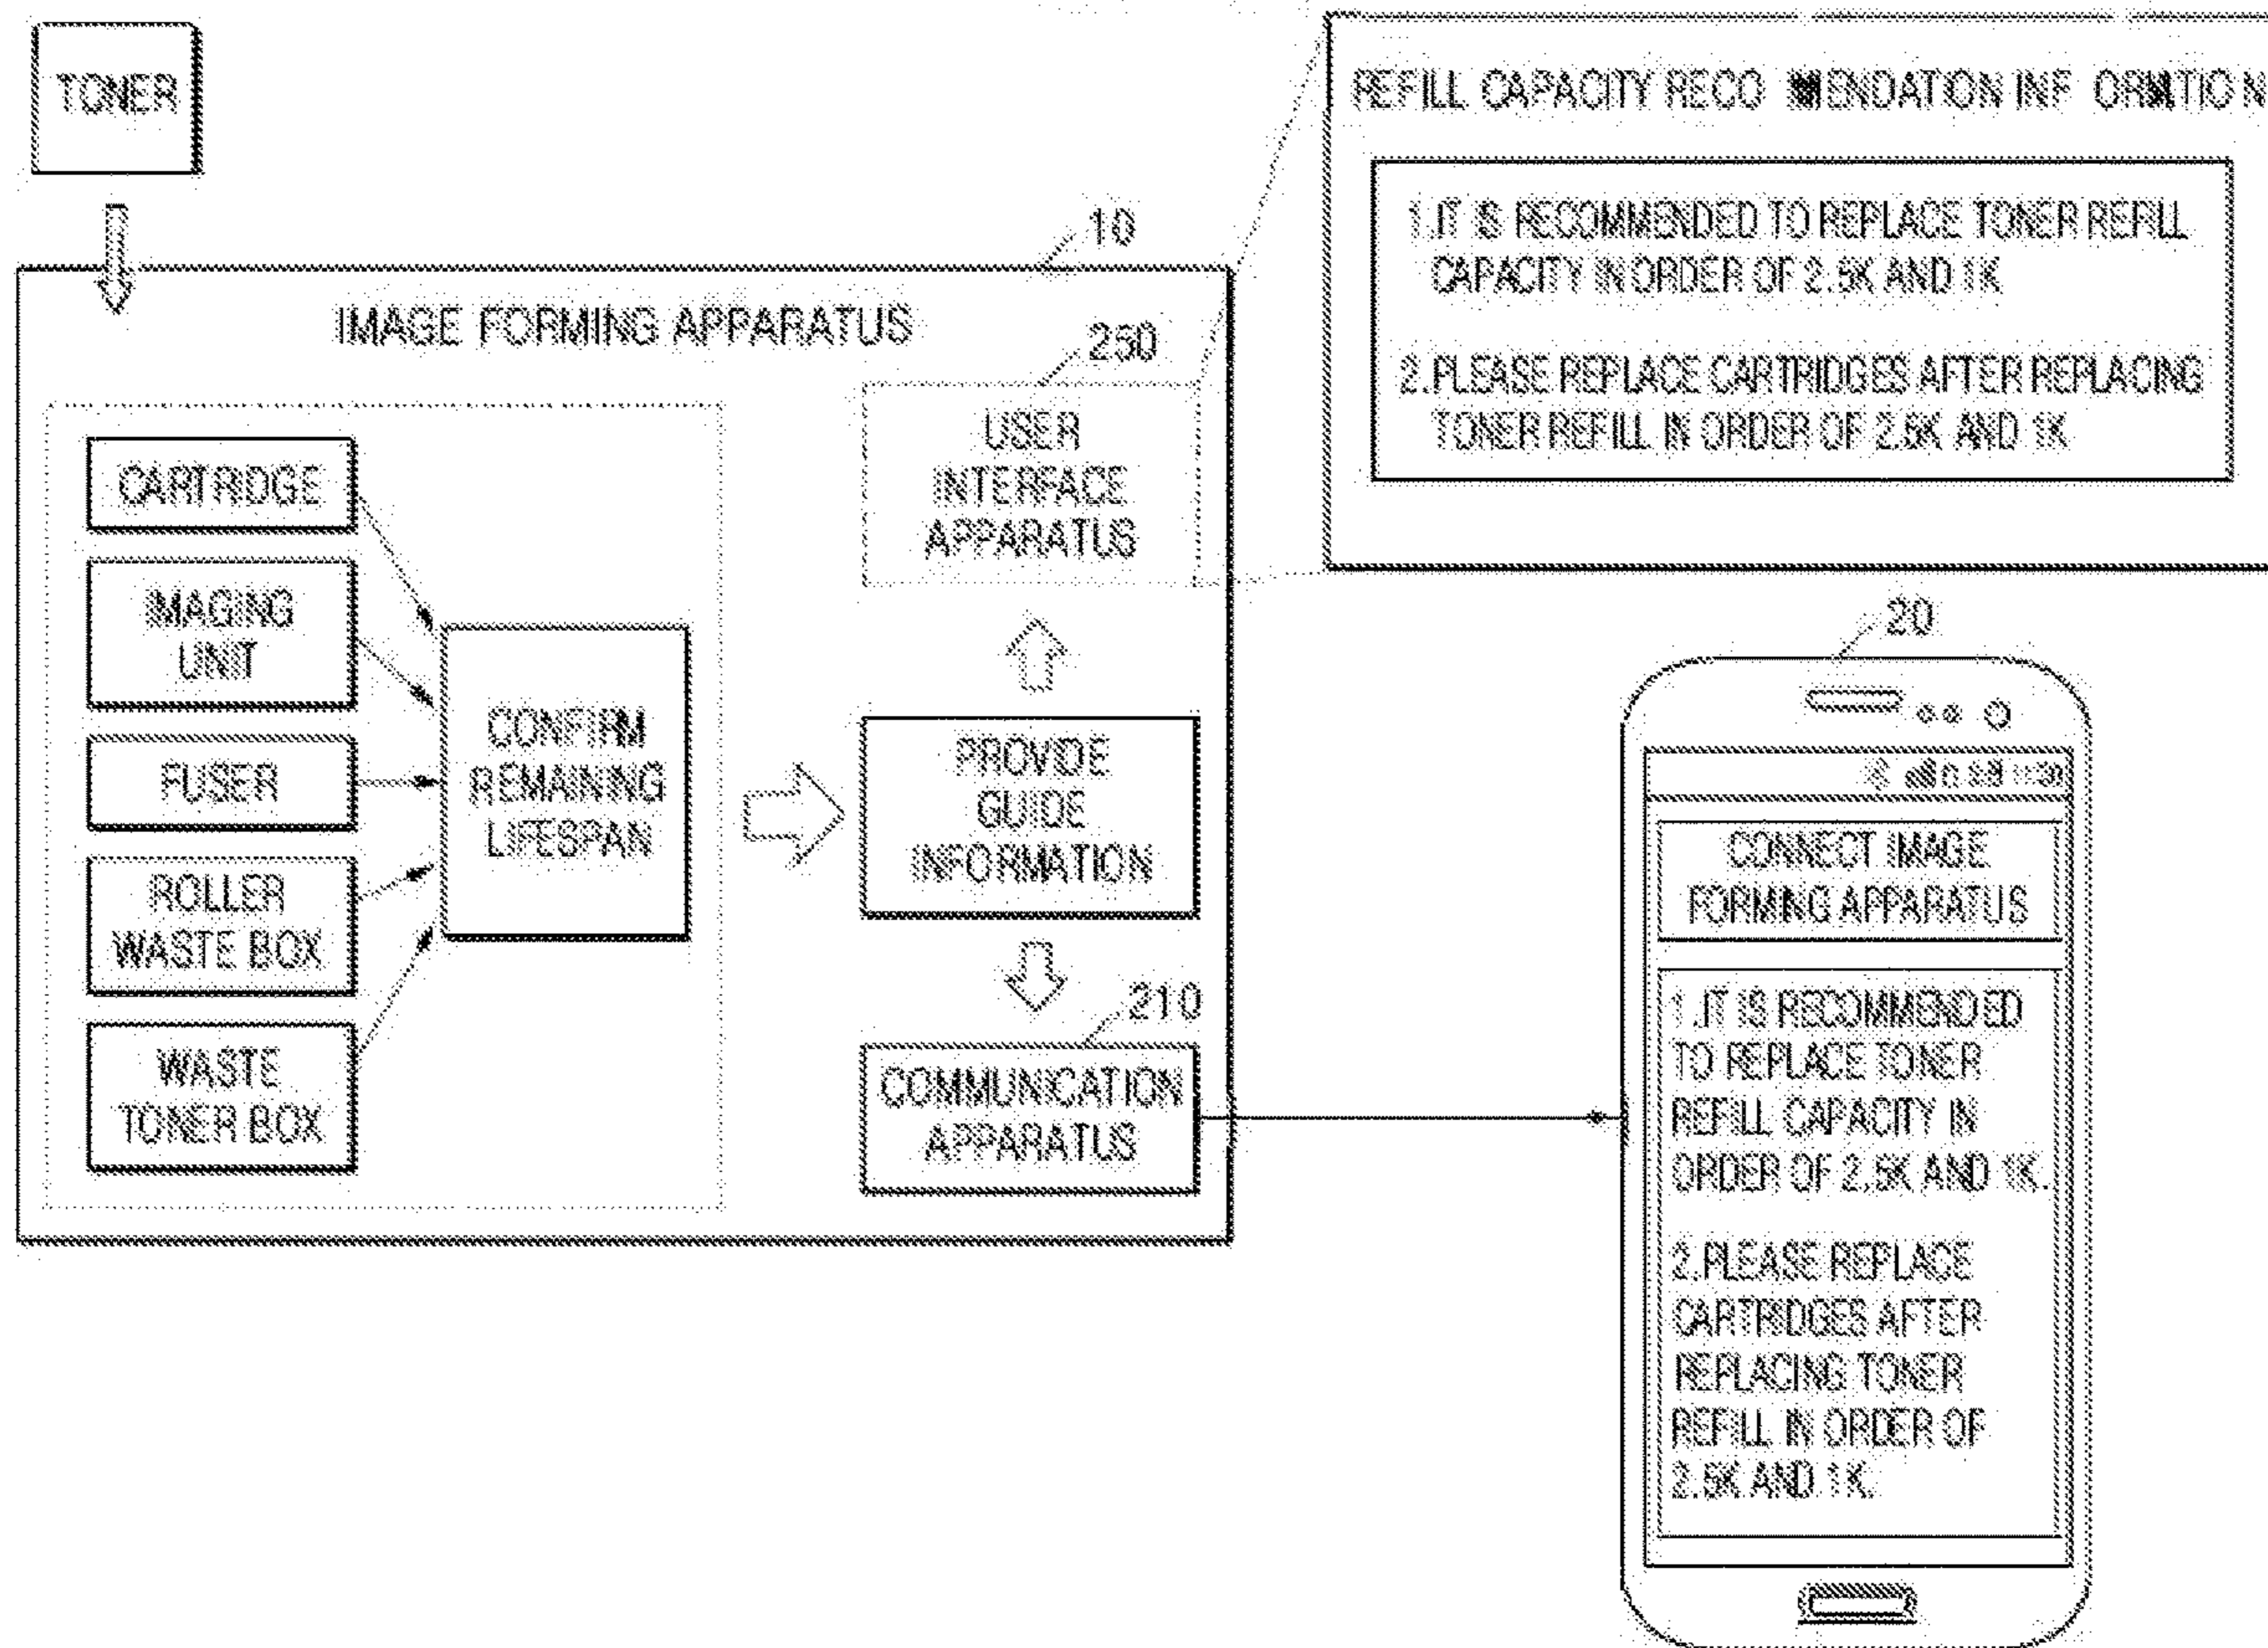 TONER
10
IMAGE FORMING APPARATUS
CARTRIDGE
IMAGING
UNIT
FUSER
ROLLER
WASTE BOX
WASTE
TONER BOX
CONFIRM
REMAINING
LIFESPAN
250
USER
INTERFACE
APPARATUS
PROVIDE
GUIDE
INFORMATION
210
COMMUNICATION
APPARATUS
REFILL CAPACITY RECOMMENDATION INFORMATION
1.IT IS RECOMMENDED TO REPLACE TONER REFILL
CAPACITY IN ORDER OF 2.5K AND 1K
2.PLEASE REPLACE CARTRIDGES AFTER REPLACING
TONER REFILL IN ORDER OF 2.5K AND 1K
20
CONNECT IMAGE
FORMING APPARATUS
1.IT IS RECOMMENDED
TO REPLACE TONER
REFILL CAPACITY IN
ORDER OF 2.5K AND 1K.
2.PLEASE REPLACE
CARTRIDGES AFTER
REPLACING TONER
REFILL IN ORDER OF
2.5K AND 1K.